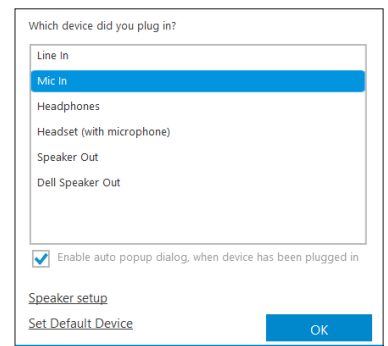 Which device did you plug in?
Line In
Mic In
Headphones
Headset (with microphone)
Speaker Out
Dell Speaker Out
Enable auto popup dialog, when device has been plugged in
Speaker setup
Set Default Device
OK